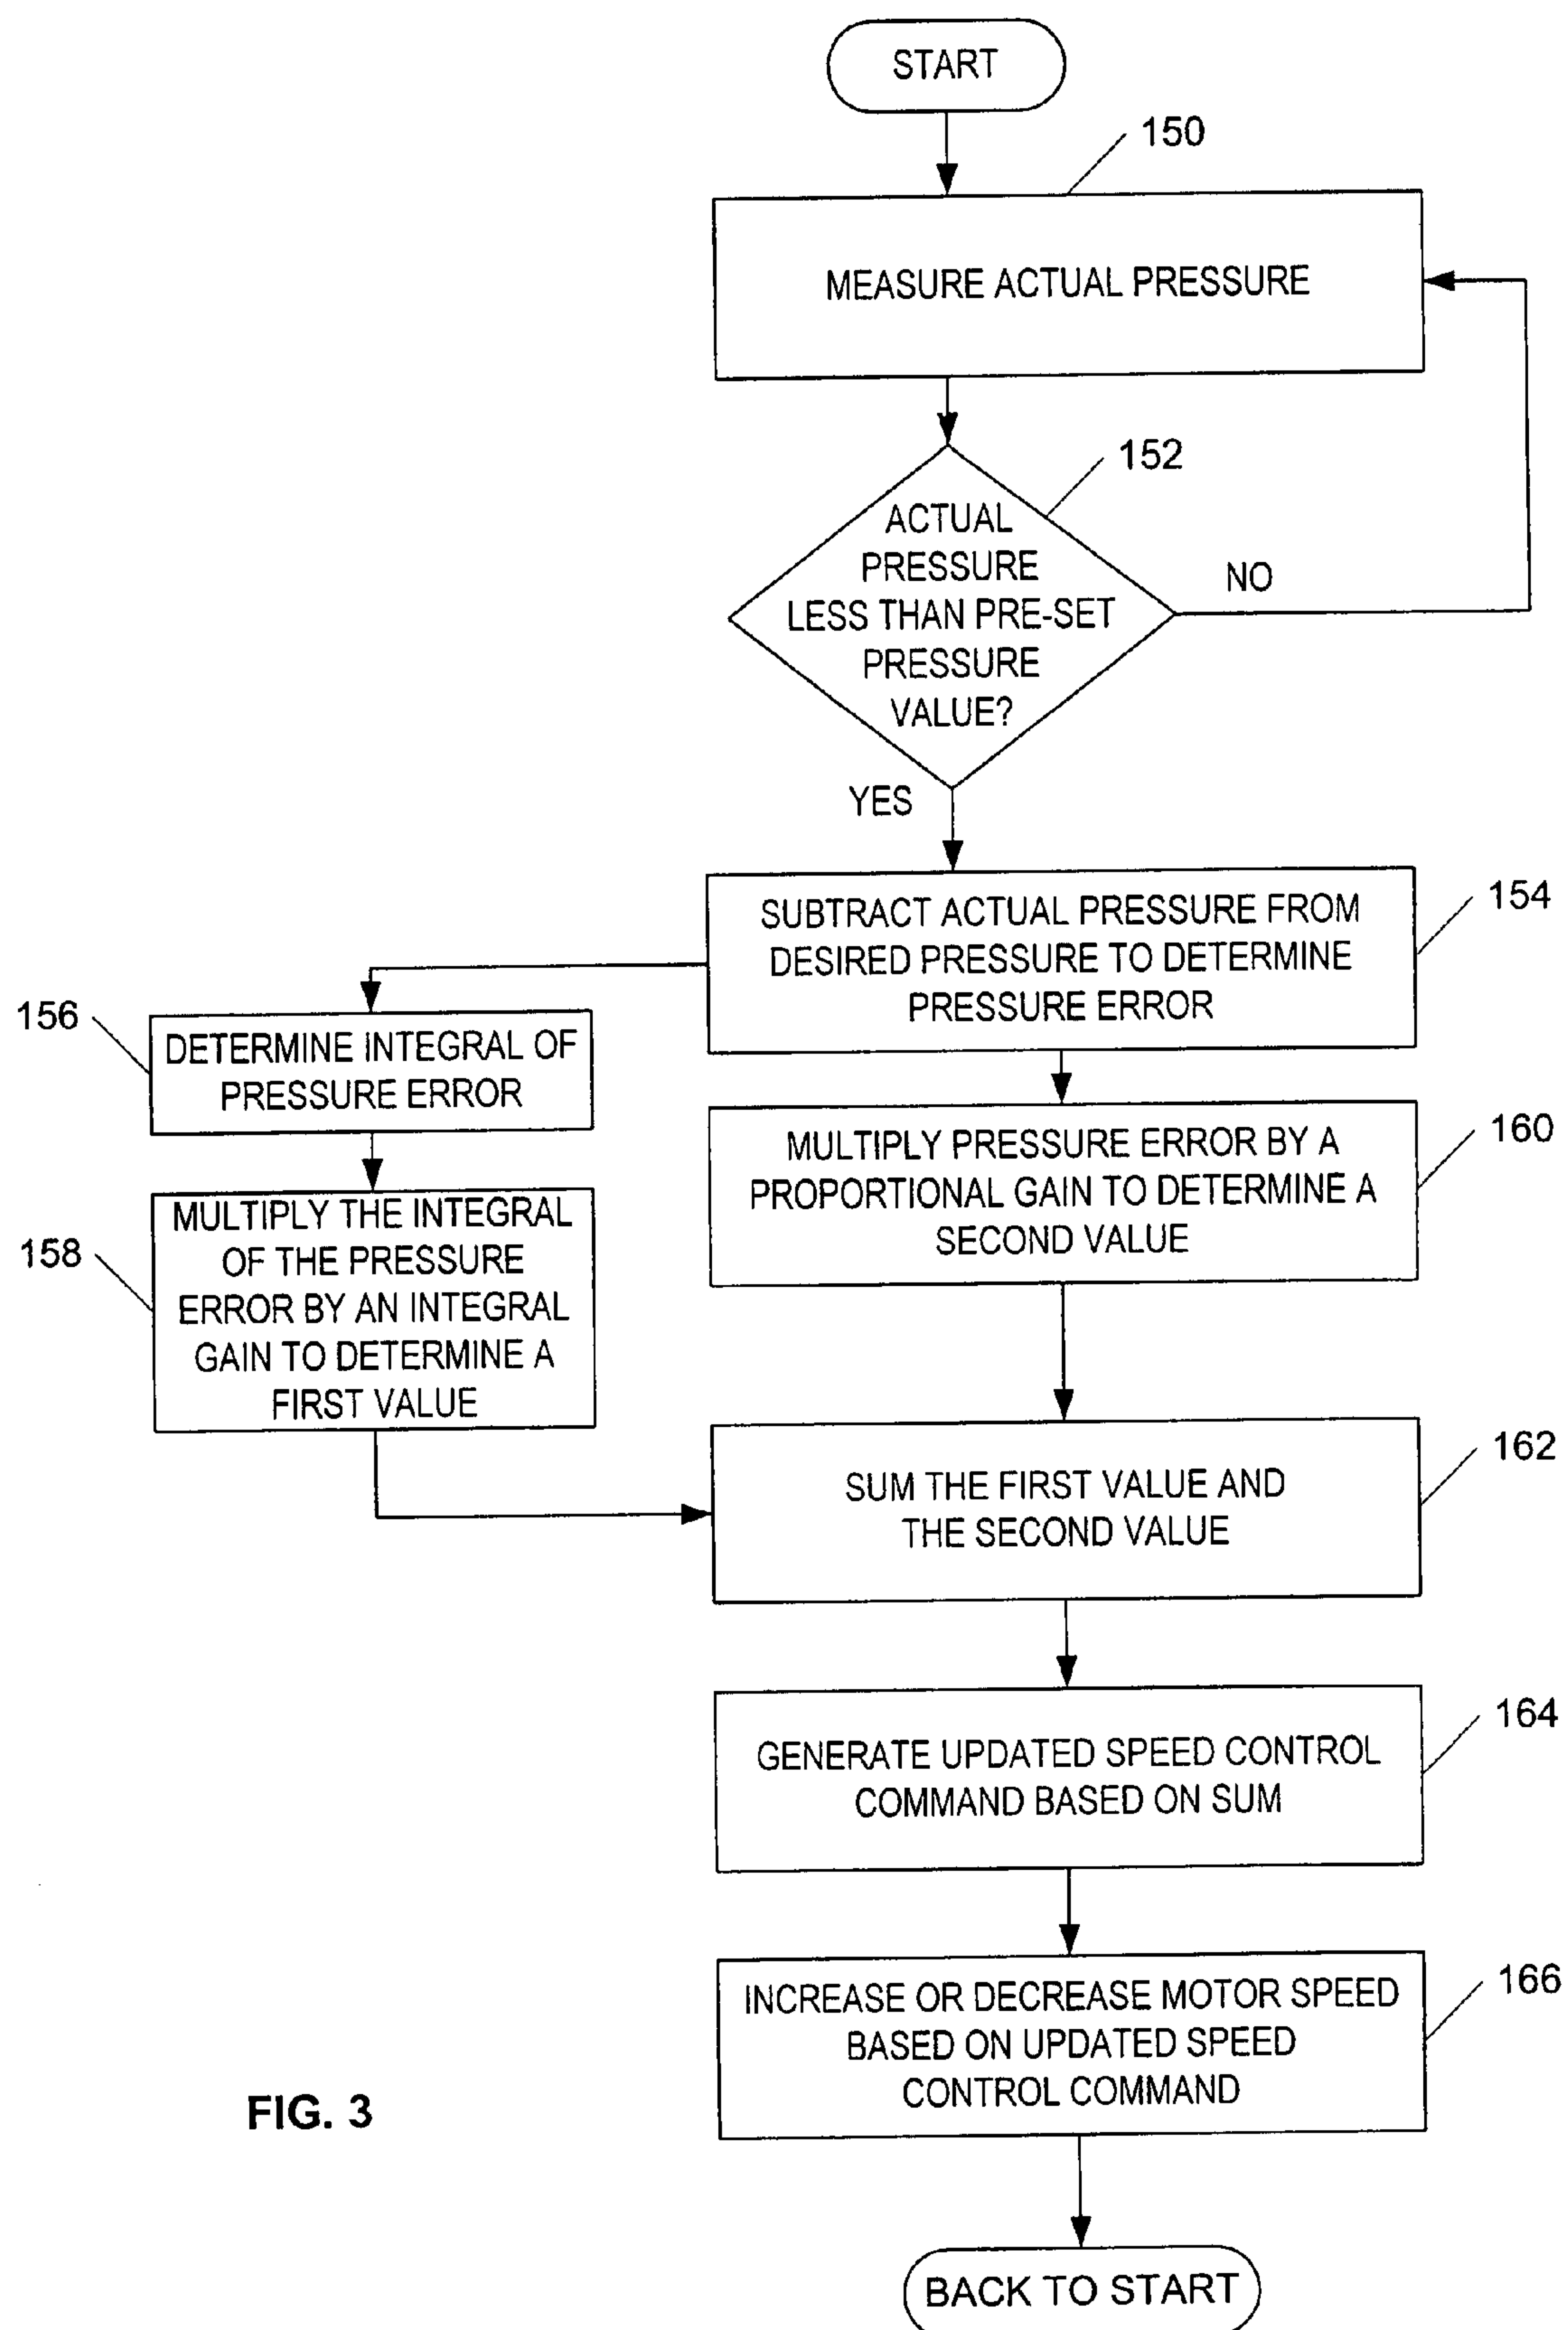 START
150
MEASURE ACTUAL PRESSURE
152
ACTUAL
PRESSURE
LESS THAN PRE-SET
PRESSURE
VALUE?
NO
YES
154
SUBTRACT ACTUAL PRESSURE FROM
DESIRED PRESSURE TO DETERMINE
PRESSURE ERROR
156
DETERMINE INTEGRAL OF
PRESSURE ERROR
160
MULTIPLY PRESSURE ERROR BY A
PROPORTIONAL GAIN TO DETERMINE A
SECOND VALUE
158
MULTIPLY THE INTEGRAL
OF THE PRESSURE
ERROR BY AN INTEGRAL
GAIN TO DETERMINE A
FIRST VALUE
162
SUM THE FIRST VALUE AND
THE SECOND VALUE
164
GENERATE UPDATED SPEED CONTROL
COMMAND BASED ON SUM
166
INCREASE OR DECREASE MOTOR SPEED
BASED ON UPDATED SPEED
CONTROL COMMAND
FIG. 3
BACK TO START